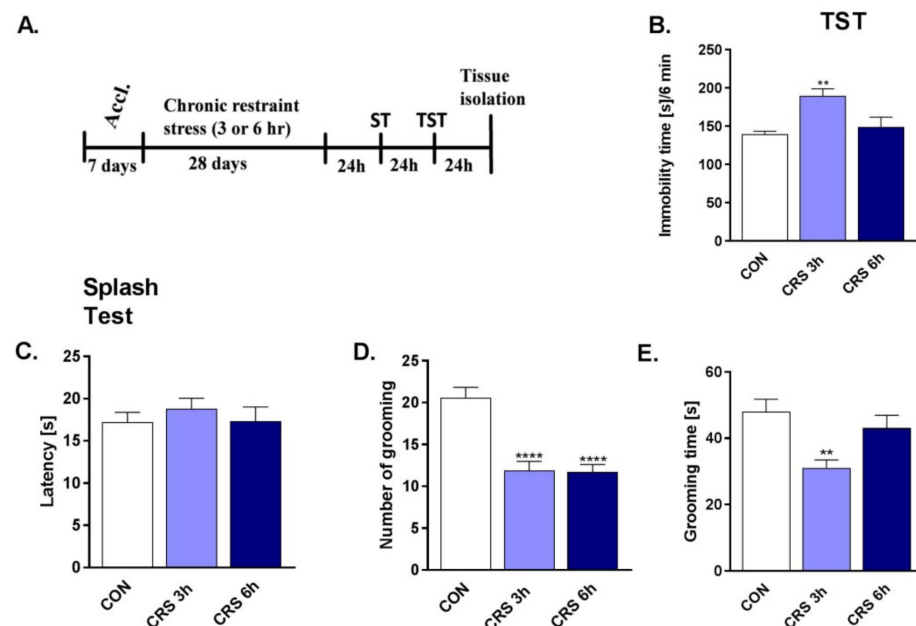 A.
Accl.
Chronic restraint
stress (3 or 6 hr)
ST
TST
Tissue
isolation
7 days
28 days
24h
24h
24h
B.
TST
Immobility time [s]/6 min
250
200
150
100
50
0
**
CON
CRS 3h
CRS 6h
Splash
Test
C.
Latency [s]
25
20
15
10
5
0
CON
CRS 3h
CRS 6h
D.
Number of grooming
25
20
15
10
5
0
****
****
CON
CRS 3h
CRS 6h
E.
Grooming time [s]
60
40
20
0
**
CON
CRS 3h
CRS 6h